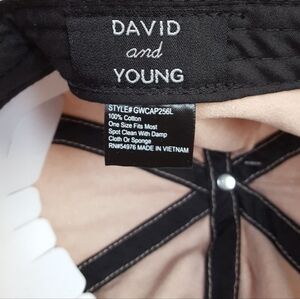 DAVID
and
YOUNG
STYLE# GWCAP256L
100% Cotton
One Size Fits Most
Spot Clean With Damp
Cloth Or Sponge
RN#54976 MADE IN VIETNAM